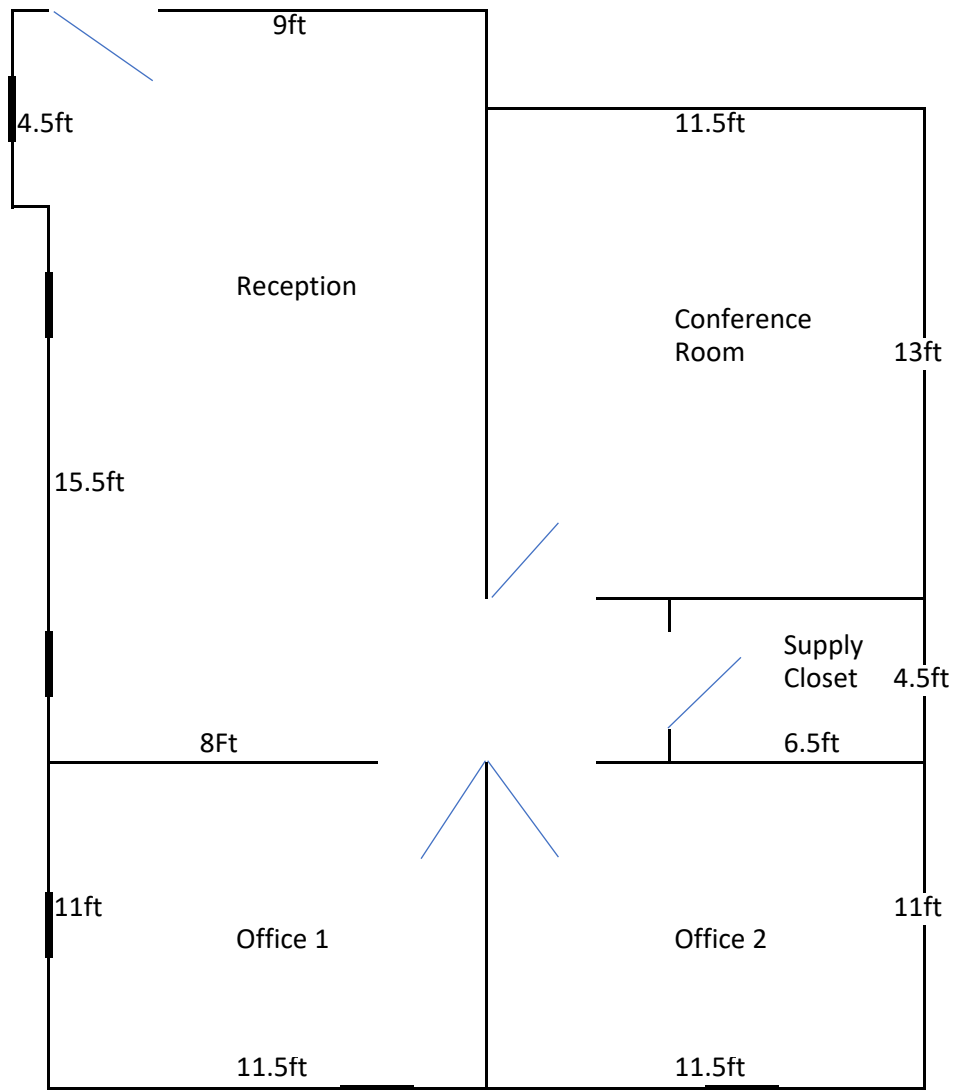 9ft
4.5ft
11.5ft
Reception
Conference
Room
13ft
15.5ft
Supply
Closet
4.5ft
8Ft
6.5ft
11ft
11ft
Office 1
Office 2
11.5ft
11.5ft